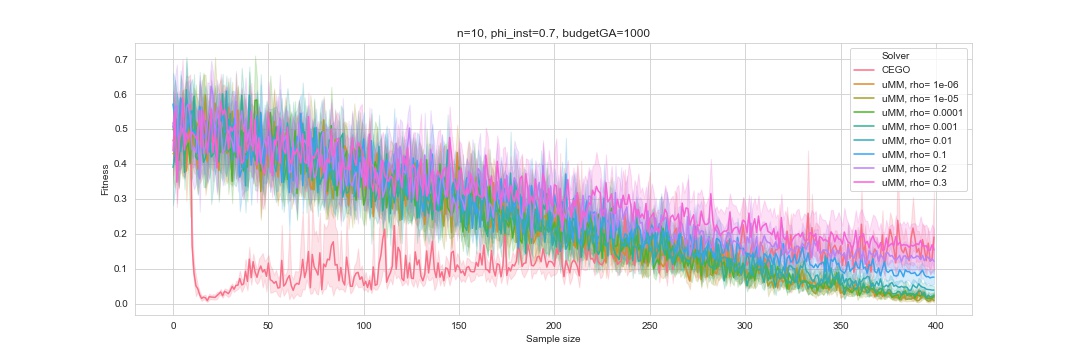 n=10, phi_inst=0.7, budgetGA=1000
0.7
0.6
0.5
0.4
0.3
0.2
0.1
0.0
Fitness
Solver
CEGO
uMM, rho= 1e-06
uMM, rho= 1e-05
uMM, rho= 0.0001
uMM, rho= 0.001
uMM, rho= 0.01
uMM, rho= 0.1
uMM, rho= 0.2
uMM, rho= 0.3
0 50 100 150 200 250 300 350 400
Sample size